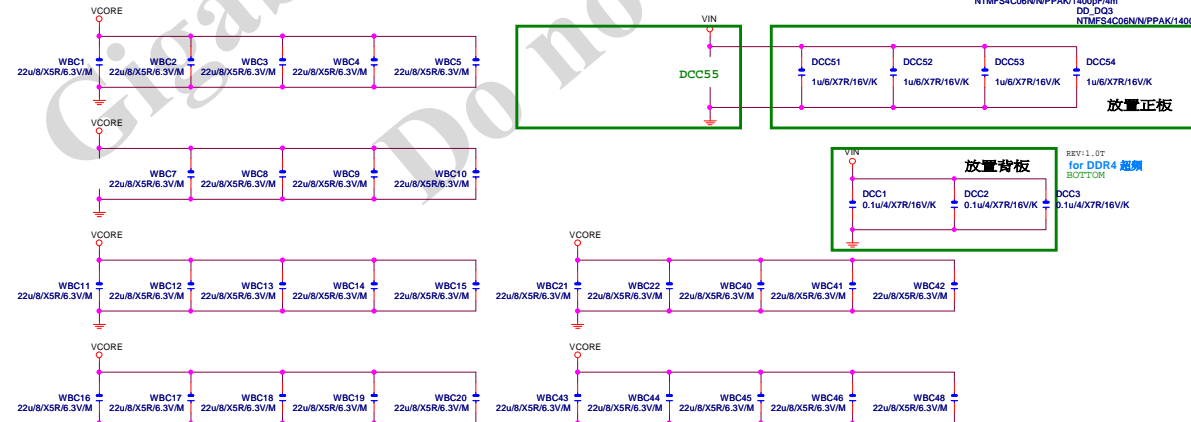 NTMFS4C06N/N/PPAK/1400pF/4m
DD_DQ3
NTMFS4C06N/N/PPAK/1400
VCORE
WBC1
22u/8/X5R/6.3V/M
WBC2
22u/8/X5R/6.3V/M
WBC3
22u/8/X5R/6.3V/M
WBC4
22u/8/X5R/6.3V/M
WBC5
22u/8/X5R/6.3V/M
VIN
DCC55
DCC51
1u/6/X7R/16V/K
DCC52
1u/6/X7R/16V/K
DCC53
1u/6/X7R/16V/K
DCC54
1u/6/X7R/16V/K
放置正板
VCORE
WBC7
22u/8/X5R/6.3V/M
WBC8
22u/8/X5R/6.3V/M
WBC9
22u/8/X5R/6.3V/M
WBC10
22u/8/X5R/6.3V/M
VIN
放置背板
REV:1.0T
for DDR4 超頻
BOTTOM
DCC1
0.1u/4/X7R/16V/K
DCC2
0.1u/4/X7R/16V/K
DCC3
0.1u/4/X7R/16V/K
VCORE
WBC11
22u/8/X5R/6.3V/M
WBC12
22u/8/X5R/6.3V/M
WBC13
22u/8/X5R/6.3V/M
WBC14
22u/8/X5R/6.3V/M
WBC15
22u/8/X5R/6.3V/M
VCORE
WBC21
22u/8/X5R/6.3V/M
WBC22
22u/8/X5R/6.3V/M
WBC40
22u/8/X5R/6.3V/M
WBC41
22u/8/X5R/6.3V/M
WBC42
22u/8/X5R/6.3V/M
VCORE
WBC16
22u/8/X5R/6.3V/M
WBC17
22u/8/X5R/6.3V/M
WBC18
22u/8/X5R/6.3V/M
WBC19
22u/8/X5R/6.3V/M
WBC20
22u/8/X5R/6.3V/M
VCORE
WBC43
22u/8/X5R/6.3V/M
WBC44
22u/8/X5R/6.3V/M
WBC45
22u/8/X5R/6.3V/M
WBC46
22u/8/X5R/6.3V/M
WBC48
22u/8/X5R/6.3V/M
Giga
Do no